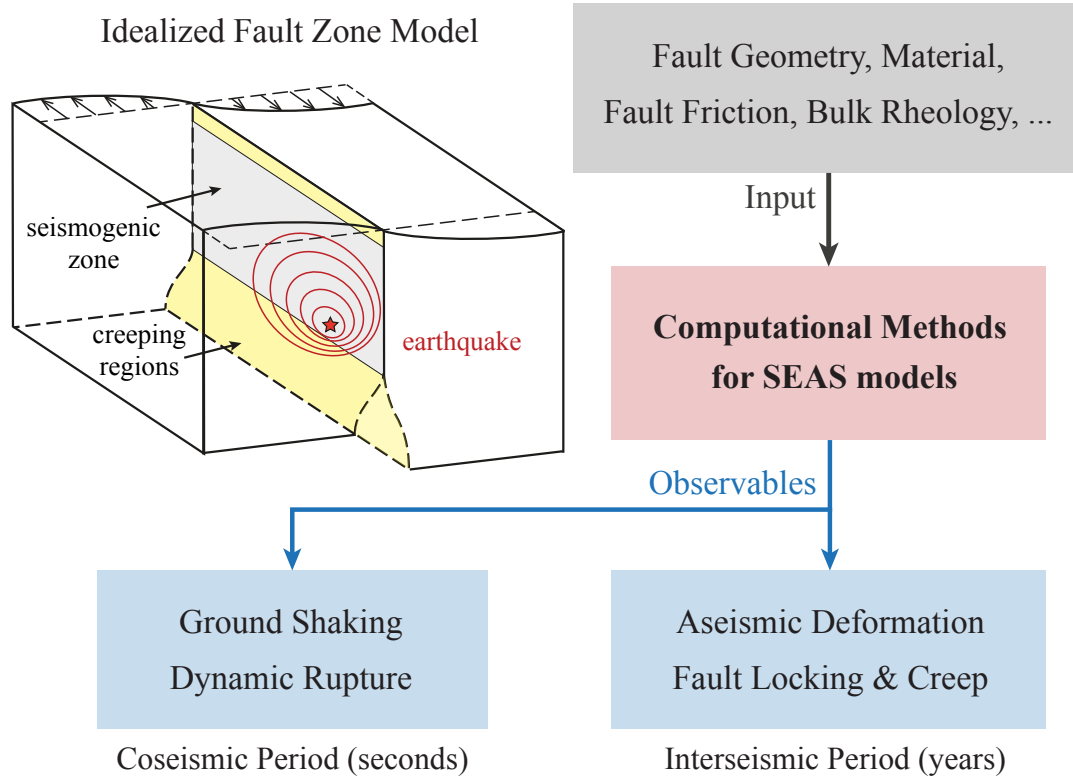 Idealized Fault Zone Model
seismogenic
zone
creeping
regions
earthquake
Fault Geometry, Material,
Fault Friction, Bulk Rheology, ...
Input
Computational Methods
for SEAS models
Observables
Ground Shaking
Dynamic Rupture
Coseismic Period (seconds)
Aseismic Deformation
Fault Locking & Creep
Interseismic Period (years)